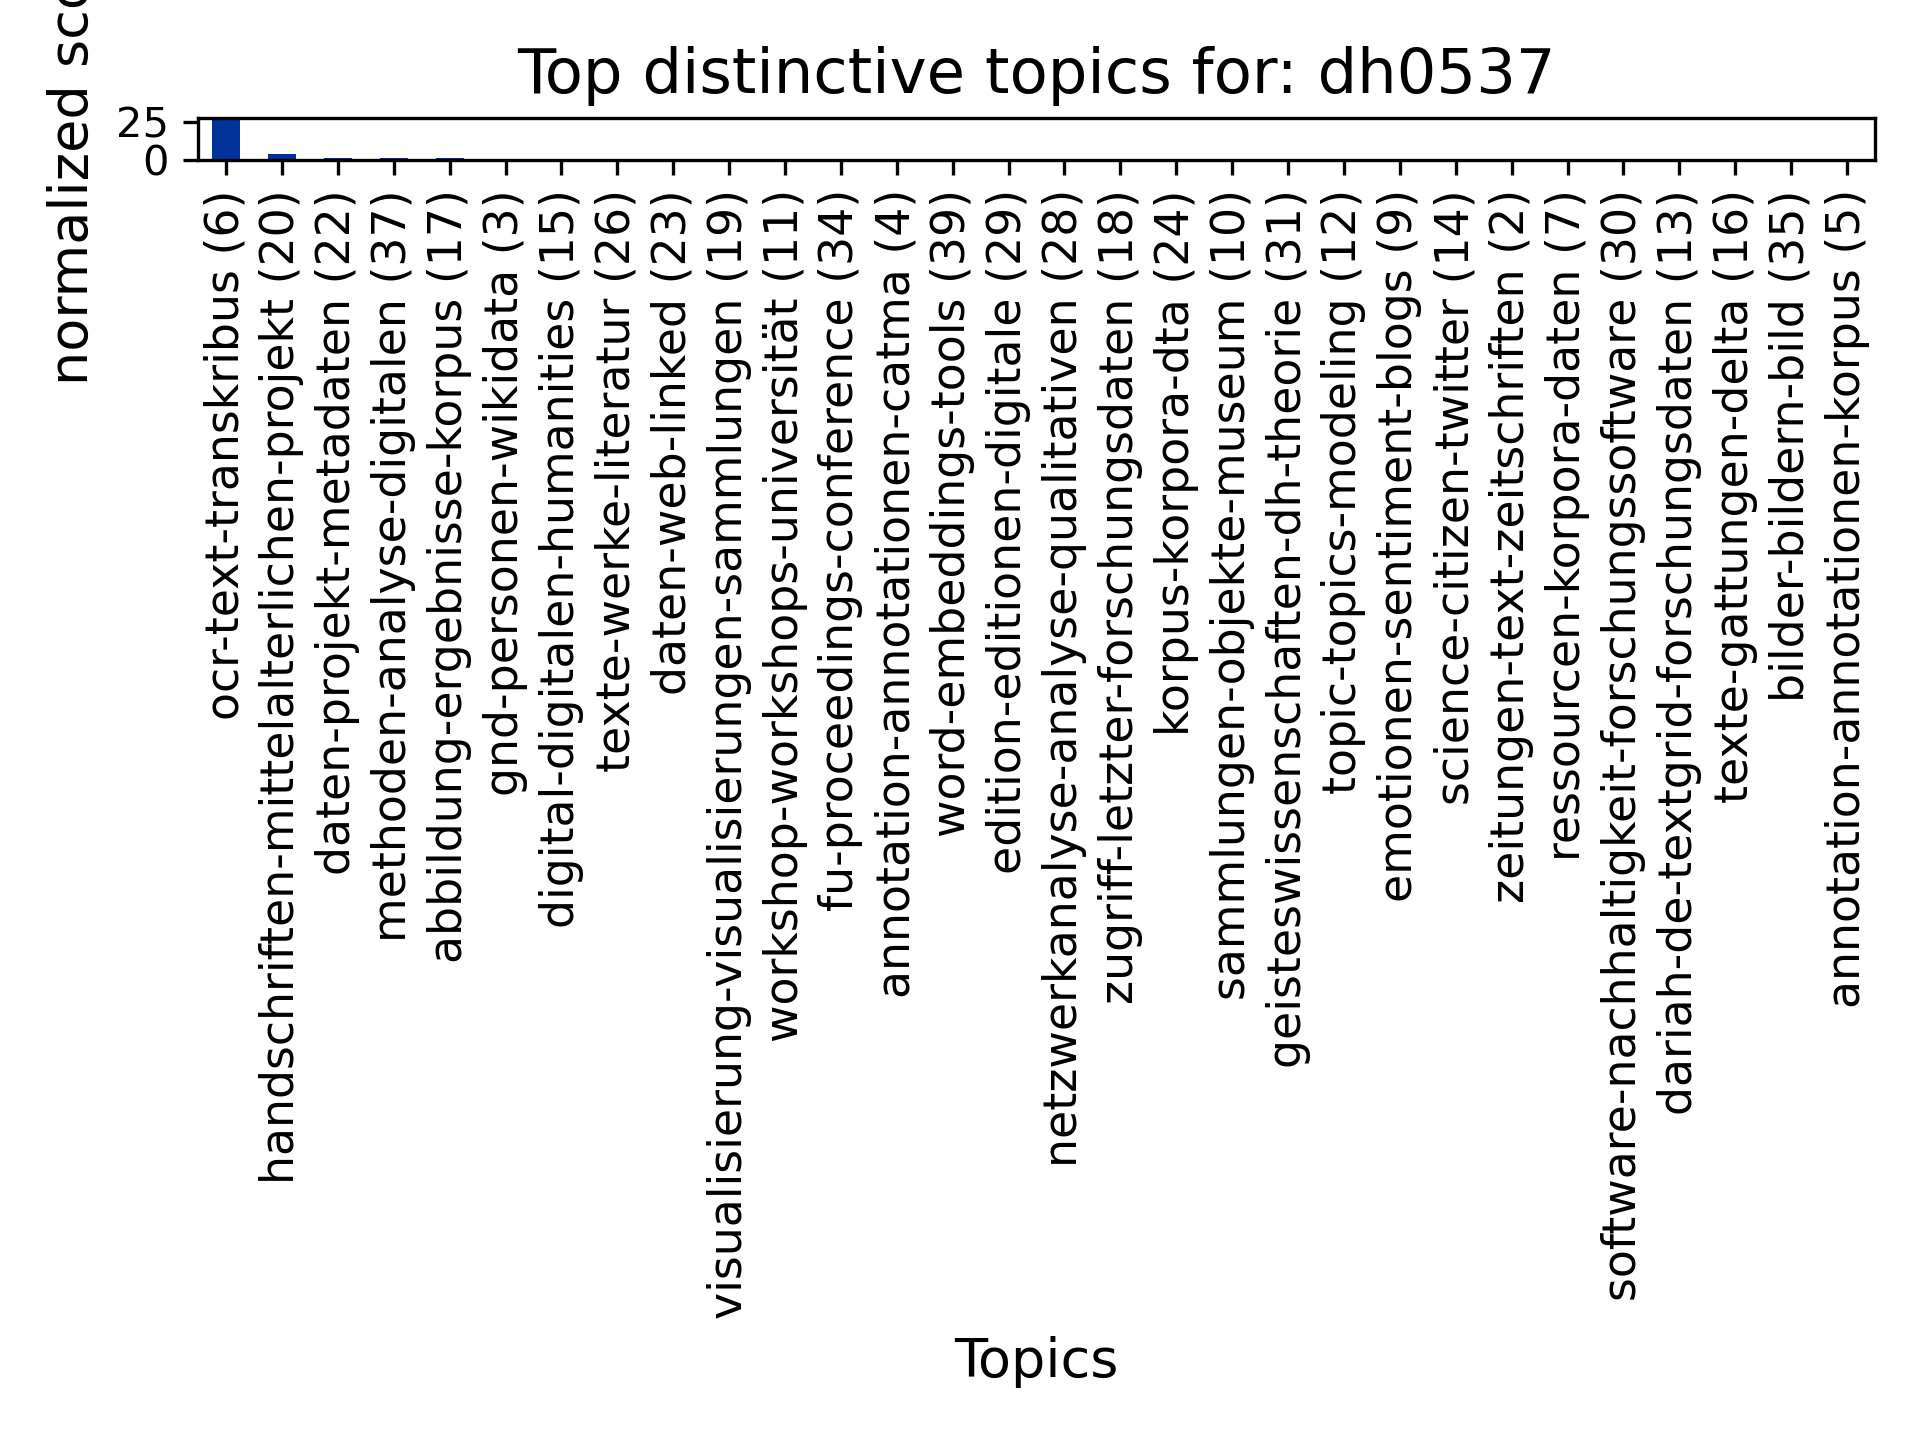 Top distinctive topics for: dh0537
normalized sco
25
0
ocr-text-transkribus (6)
handschriften-mittelalterlichen-projekt (20)
daten-projekt-metadaten (22)
methoden-analyse-digitalen (37)
abbildung-ergebnisse-korpus (17)
gnd-personen-wikidata (3)
digital-digitalen-humanities (15)
texte-werke-literatur (26)
daten-web-linked (23)
visualisierung-visualisierungen-sammlungen (19)
workshop-workshops-universität (11)
fu-proceedings-conference (34)
annotation-annotationen-catma (4)
word-embeddings-tools (39)
edition-editionen-digitale (29)
netzwerkanalyse-analyse-qualitativen (28)
zugriff-letzter-forschungsdaten (18)
korpus-korpora-dta (24)
sammlungen-objekte-museum (10)
geisteswissenschaften-dh-theorie (31)
topic-topics-modeling (12)
emotionen-sentiment-blogs (9)
science-citizen-twitter (14)
zeitungen-text-zeitschriften (2)
ressourcen-korpora-daten (7)
software-nachhaltigkeit-forschungssoftware (30)
dariah-de-textgrid-forschungsdaten (13)
texte-gattungen-delta (16)
bilder-bildern-bild (35)
annotation-annotationen-korpus (5)
Topics